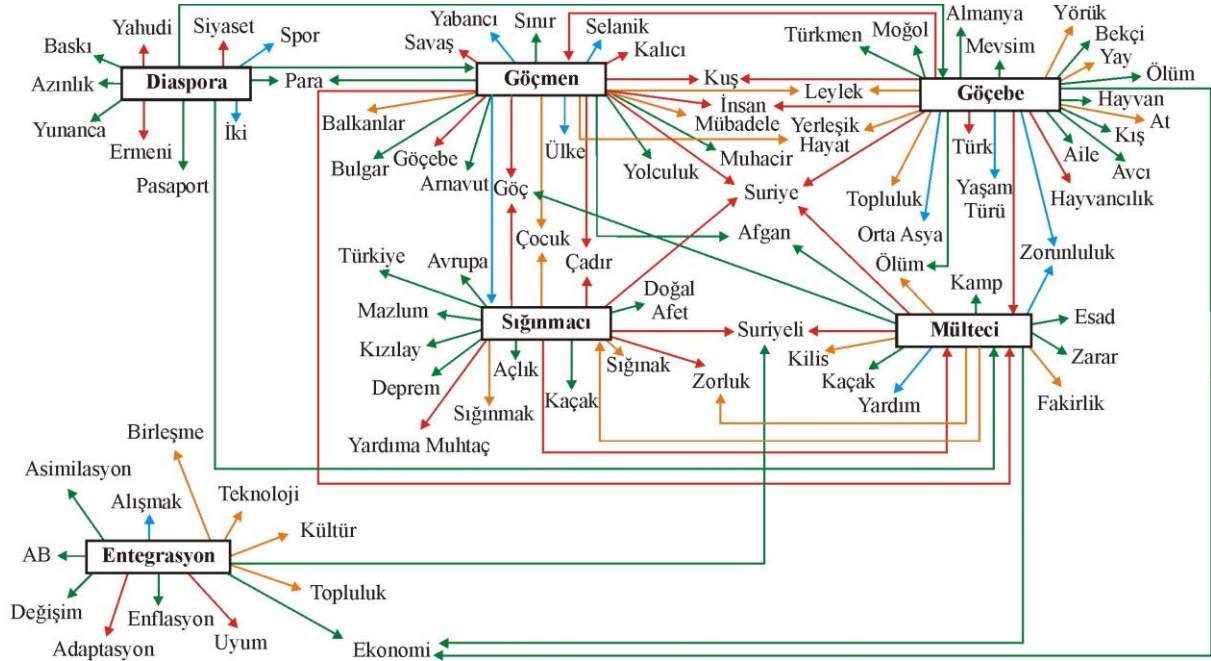 Yahudi
Siyaset
Spor
Baskı
Azınlık
Diaspora
Para
Yunanca
Ermeni
İki
Pasaport
Yabancı
Sınır
Selanik
Savaş
Kalıcı
Göçmen
Kuş
Leylek
İnsan
Mübadele
Balkanlar
Bulgar
Göçebe
Arnavut
Göç
Ülke
Yolculuk
Muhacir
Yerleşik
Hayat
Türkmen
Moğol
Almanya
Mevsim
Yörük
Bekçi
Yay
Ölüm
Göçebe
Hayvan
At
Kış
Avcı
Aile
Hayvancılık
Türk
Yaşam
Türü
Topluluk
Orta Asya
Zorunluluk
Suriye
Afgan
Ölüm
Çocuk
Çadır
Türkiye
Avrupa
Mazlum
Kızılay
Deprem
Sığınmacı
Doğal
Afet
Açlık
Kaçak
Sığınak
Sığınmak
Yardıma Muhtaç
Suriyeli
Zorluk
Kamp
Mülteci
Esad
Zarar
Fakirlik
Kilis
Kaçak
Yardım
Birleşme
Asimilasyon
Alışmak
Teknoloji
Kültür
AB
Entegrasyon
Topluluk
Değişim
Adaptasyon
Enflasyon
Uyum
Ekonomi